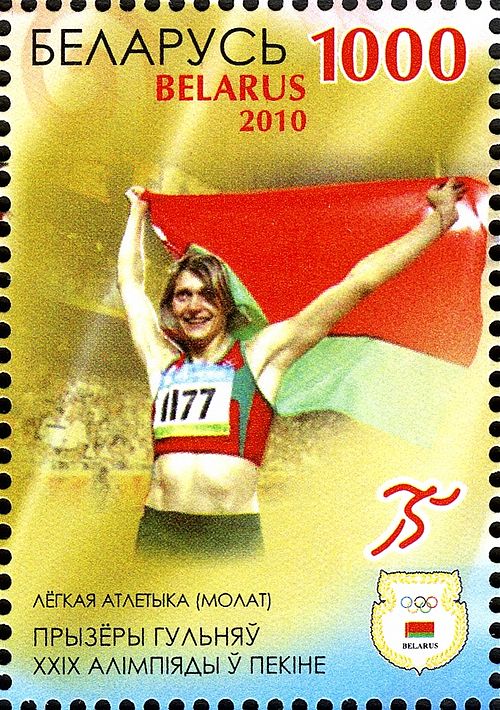 БЕЛАРУСЬ 1000
BELARUS
2010
1177
ЛЁГКАЯ АТЛЕТЫКА (МОЛАТ)
ПРЫЗЁРЫ ГУЛЬНЯЎ
XXIX АЛІМПІЯДЫ Ў ПЕКІНЕ
BELARUS